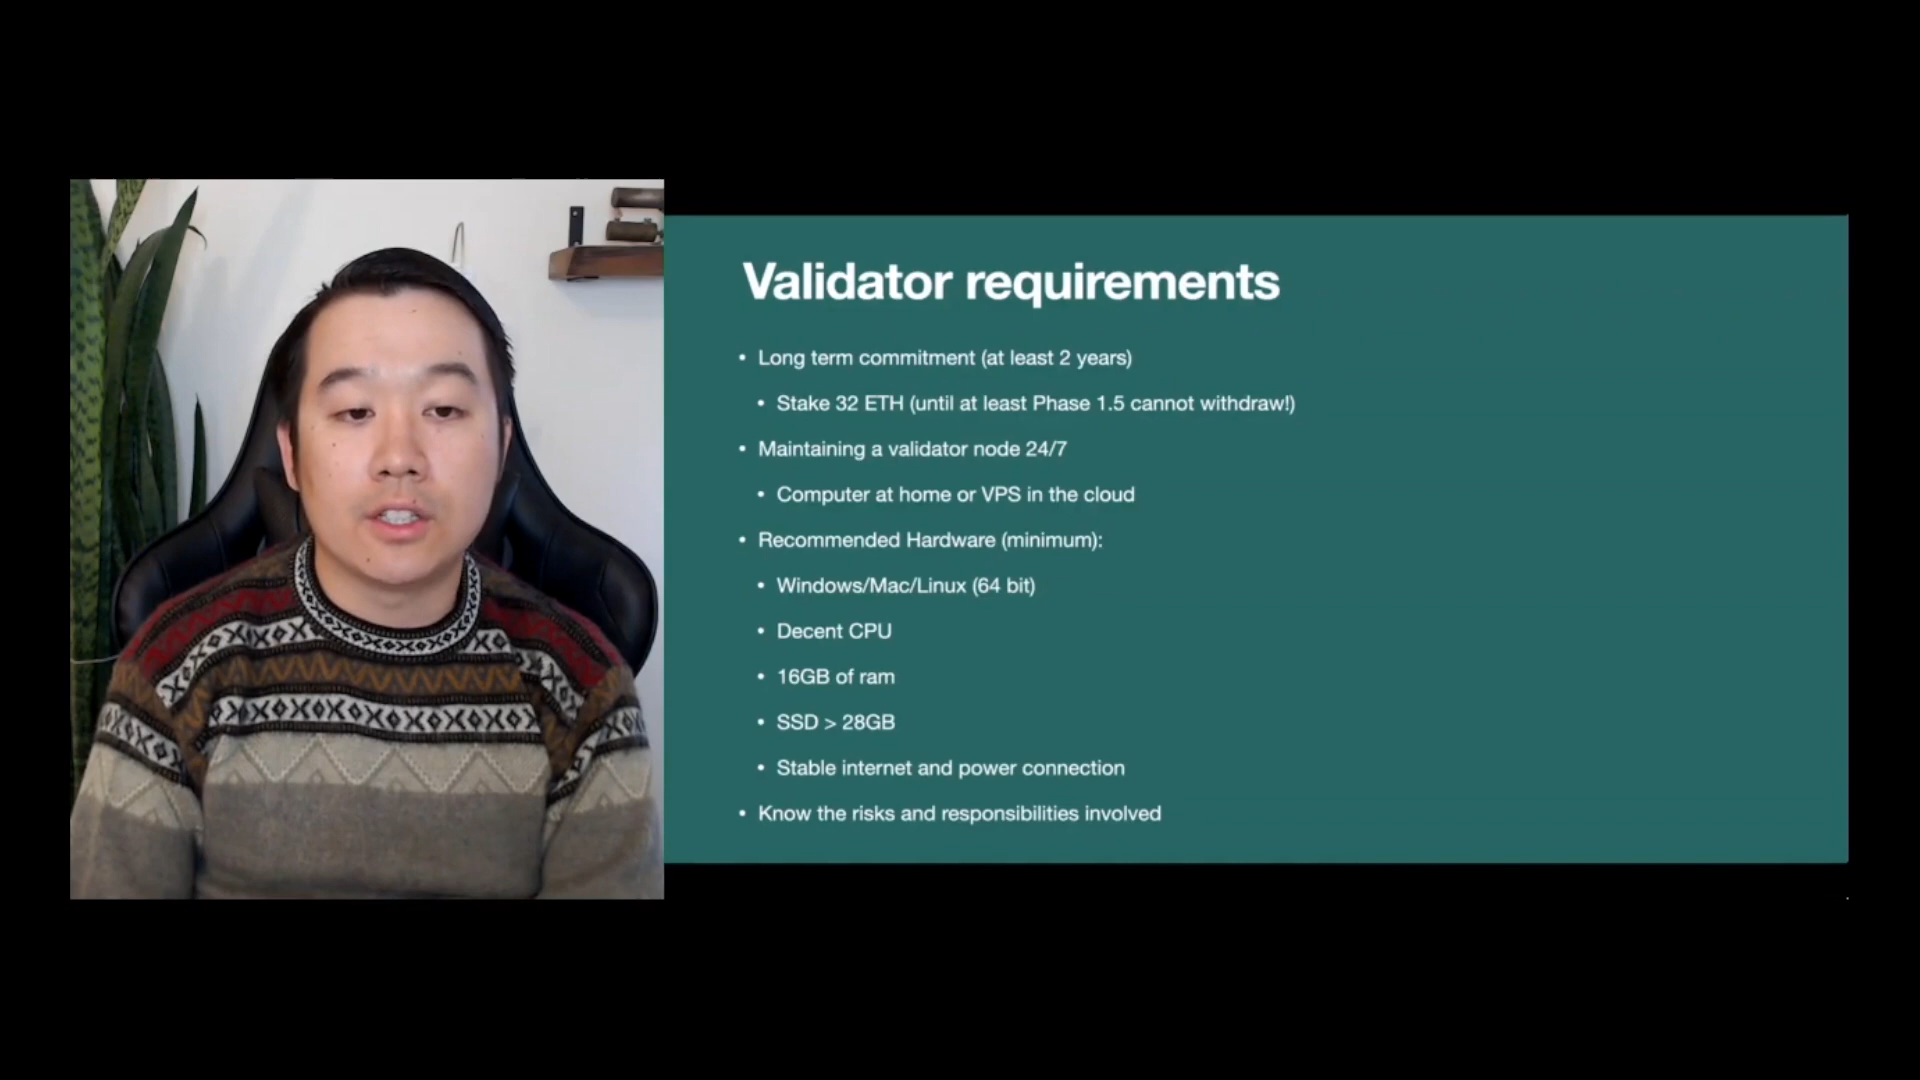 Validator requirements
• Long term commitment (at least 2 years)
• Stake 32 ETH (until at least Phase 1.5 cannot withdraw!)
• Maintaining a validator node 24/7
• Computer at home or VPS in the cloud
• Recommended Hardware (minimum):
• Windows/Mac/Linux (64 bit)
• Decent CPU
• 16GB of ram
• SSD > 28GB
• Stable internet and power connection
• Know the risks and responsibilities involved